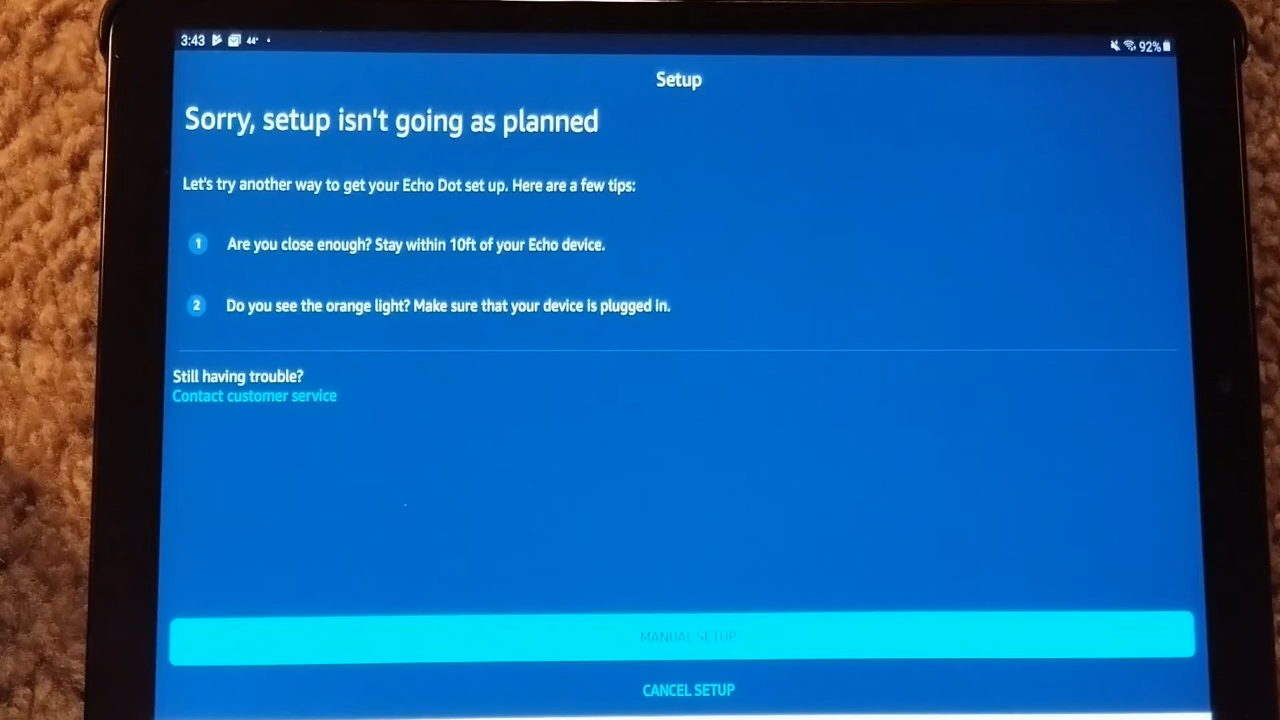 3:43 44° 92%
Setup
Sorry, setup isn't going as planned
Let's try another way to get your Echo Dot set up. Here are a few tips:
1 Are you close enough? Stay within 10ft of your Echo device.
2 Do you see the orange light? Make sure that your device is plugged in.
Still having trouble?
Contact customer service
MANUAL SETUP
CANCEL SETUP